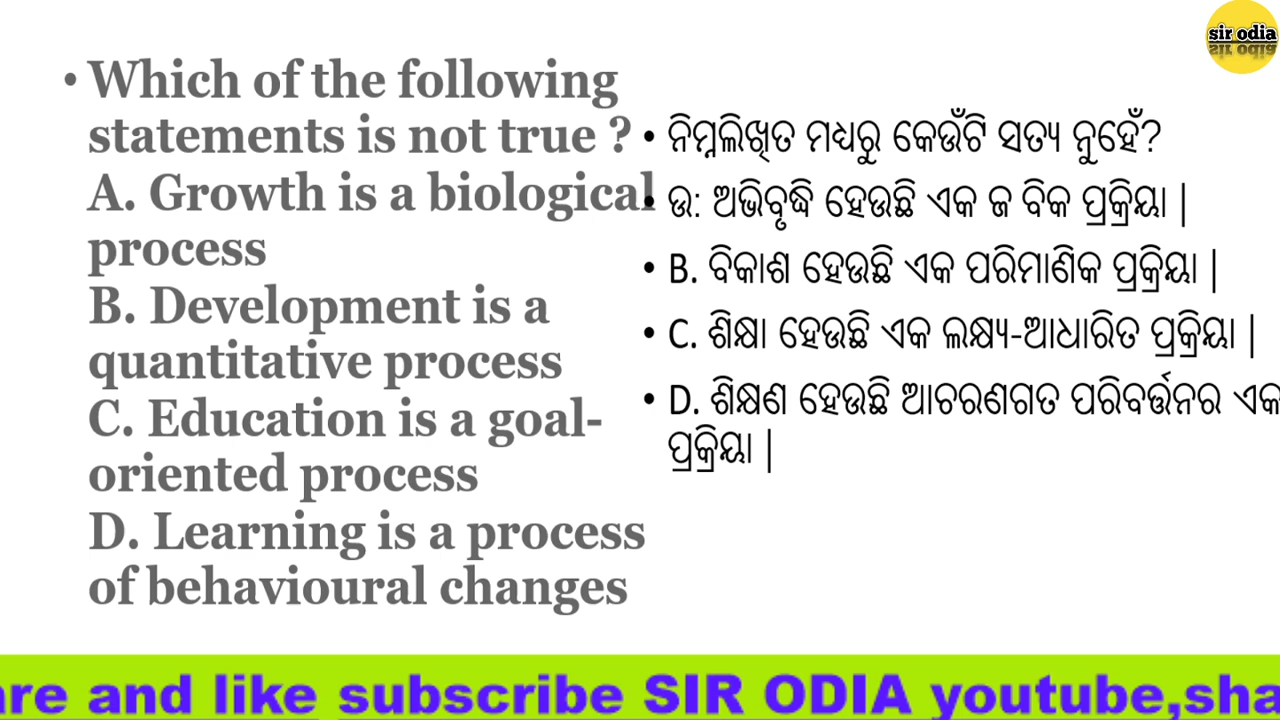 sir odia
• Which of the following
statements is not true ?
A. Growth is a biological
process
B. Development is a
quantitative process
C. Education is a goal-
oriented process
D. Learning is a process
of behavioural changes
• ନିମ୍ନଲିଖିତ ମଧ୍ୟରୁ କେଉଁଟି ସତ୍ୟ ନୁହେଁ?
• ଉ: ଅଭିବୃଦ୍ଧି ହେଉଛି ଏକ ଜ ବିକ ପ୍ରକ୍ରିୟା |
• B. ବିକାଶ ହେଉଛି ଏକ ପରିମାଣିକ ପ୍ରକ୍ରିୟା |
• C. ଶିକ୍ଷା ହେଉଛି ଏକ ଲକ୍ଷ୍ୟ-ଆଧାରିତ ପ୍ରକ୍ରିୟା |
• D. ଶିକ୍ଷଣ ହେଉଛି ଆଚରଣଗତ ପରିବର୍ତ୍ତନର ଏକ
ପ୍ରକ୍ରିୟା |
are and like subscribe SIR ODIA youtube,sha